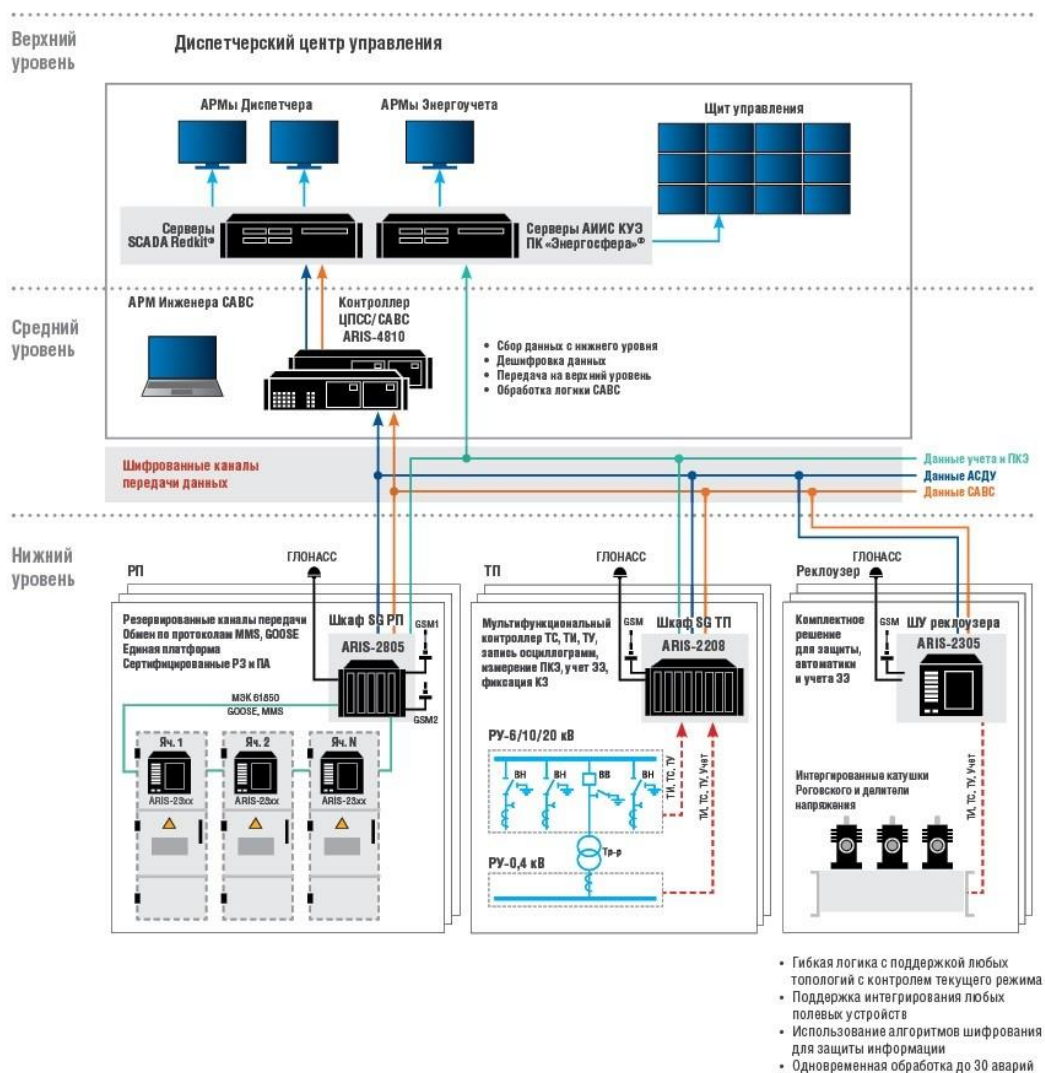 Верхний
уровень
Диспетчерский центр управления
АРМы Диспетчера
АРМы Энергоучета
Щит управления
Серверы
SCADA Redkit®
Серверы АИИС КУЭ
ПК «Энергосфера»®
Средний
уровень
АРМ Инженера САВС
Контроллер
ЦПСС/САВС
ARIS-4810
• Сбор данных с нижнего уровня
• Дешифровка данных
• Передача на верхний уровень
• Обработка логики САВС
Шифрованные каналы
передачи данных
Данные учета и ПКЭ
Данные АСДУ
Данные САВС
Нижний
уровень
РП
ГЛОНАСС
Резервированные каналы передачи
Обмен по протоколам MMS, GOOSE
Единая платформа
Сертифицированные РЗ и ПА
Шкаф SG РП
ARIS-2805
GSM1
GSM2
МЭК 61850
GOOSE, MMS
Яч. 1
Яч. 2
Яч. N
ARIS-23xx
ARIS-23xx
ARIS-23xx
ТП
ГЛОНАСС
Мультифункциональный
контроллер ТС, ТИ, ТУ,
запись осциллограмм,
измерение ПКЭ, учет ЭЭ,
фиксация КЗ
GSM
Шкаф SG ТП
ARIS-2208
РУ-6/10/20 кВ
ВН
ВН
ВВ
ВН
Тр-р
РУ-0,4 кВ
ТИ, ТС, ТУ
ТИ, ТС, ТУ, Учет
Реклоузер
ГЛОНАСС
Комплектное
решение
для защиты,
автоматики
и учета ЭЭ
GSM
ШУ реклоузера
ARIS-2305
Интергированные катушки
Роговского и делители
напряжения
ТИ, ТС, ТУ, Учет
• Гибкая логика с поддержкой любых
топологий с контролем текущего режима
• Поддержка интегрирования любых
полевых устройств
• Использование алгоритмов шифрования
для защиты информации
• Одновременная обработка до 30 аварий